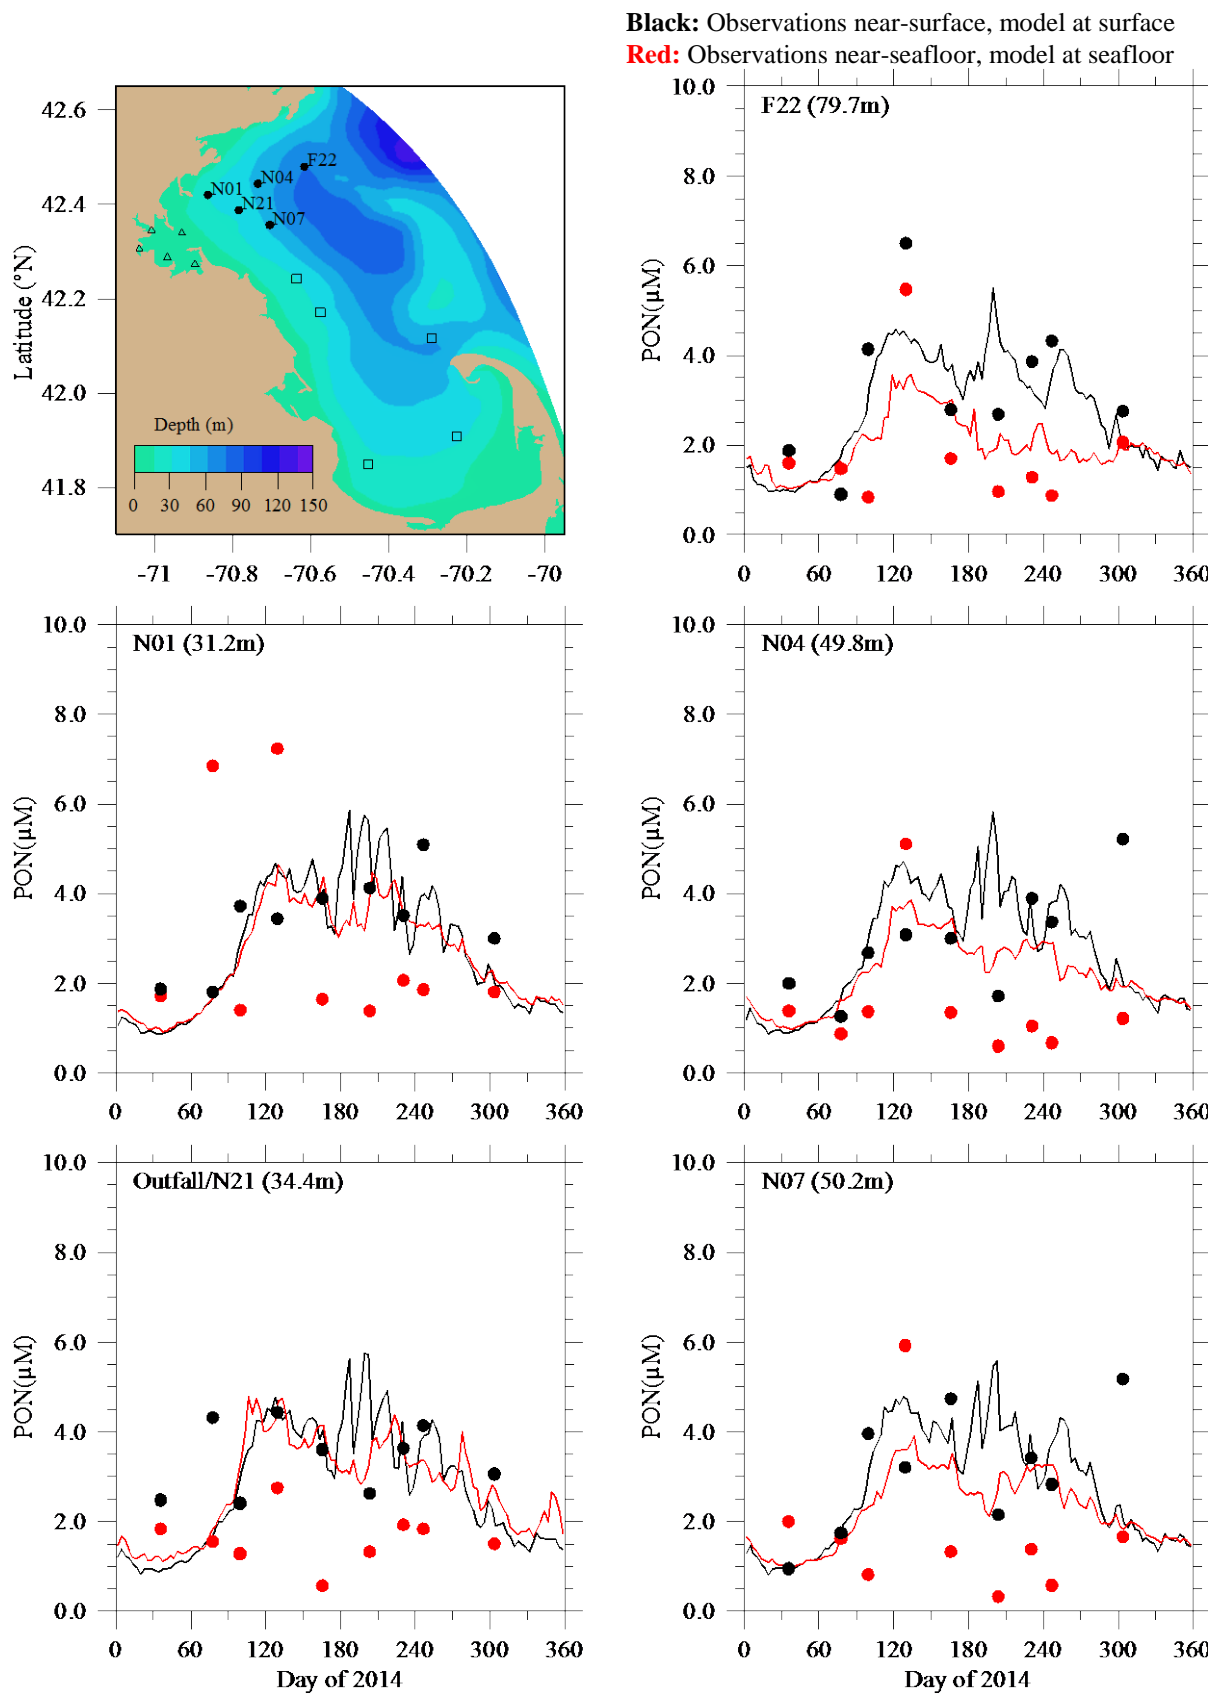 Black: Observations near-surface, model at surface
Red: Observations near-seafloor, model at seafloor
42.6
42.4
42.2
42.0
41.8
Latitude (°N)
F22
N04
N01
N21
N07
Depth (m)
0 30 60 90 120 150
-71 -70.8 -70.6 -70.4 -70.2 -70
F22 (79.7m)
10.0
8.0
6.0
4.0
2.0
0.0
PON(µM)
0 60 120 180 240 300 360
N01 (31.2m)
10.0
8.0
6.0
4.0
2.0
0.0
PON(µM)
0 60 120 180 240 300 360
N04 (49.8m)
10.0
8.0
6.0
4.0
2.0
0.0
PON(µM)
0 60 120 180 240 300 360
Outfall/N21 (34.4m)
10.0
8.0
6.0
4.0
2.0
0.0
PON(µM)
0 60 120 180 240 300 360
Day of 2014
N07 (50.2m)
10.0
8.0
6.0
4.0
2.0
0.0
PON(µM)
0 60 120 180 240 300 360
Day of 2014